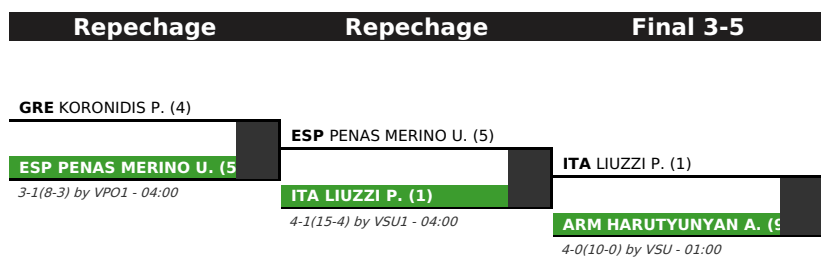 Repechage
Repechage
Final 3-5
GRE KORONIDIS P. (4)
ESP PENAS MERINO U. (5
3-1(8-3) by VPO1 - 04:00
ESP PENAS MERINO U. (5)
ITA LIUZZI P. (1)
4-1(15-4) by VSU1 - 04:00
ITA LIUZZI P. (1)
ARM HARUTYUNYAN A. (9
4-0(10-0) by VSU - 01:00